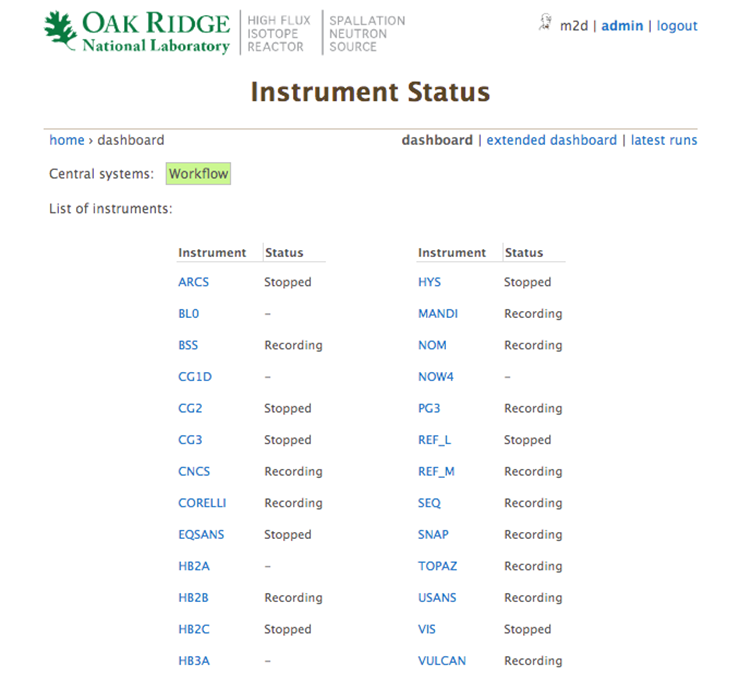 OAK RIDGE
National Laboratory
HIGH FLUX
ISOTOPE
REACTOR
SPALLATION
NEUTRON
SOURCE
m2d | admin | logout
Instrument Status
home › dashboard
dashboard | extended dashboard | latest runs
Central systems: Workflow
List of instruments:
Instrument Status
ARCS Stopped
BL0 –
BSS Recording
CG1D –
CG2 Stopped
CG3 Stopped
CNCS Recording
CORELLI Recording
EQSANS Stopped
HB2A –
HB2B Recording
HB2C Stopped
HB3A –
Instrument Status
HYS Stopped
MANDI Recording
NOM Recording
NOW4 –
PG3 Recording
REF_L Stopped
REF_M Recording
SEQ Recording
SNAP Recording
TOPAZ Recording
USANS Recording
VIS Stopped
VULCAN Recording